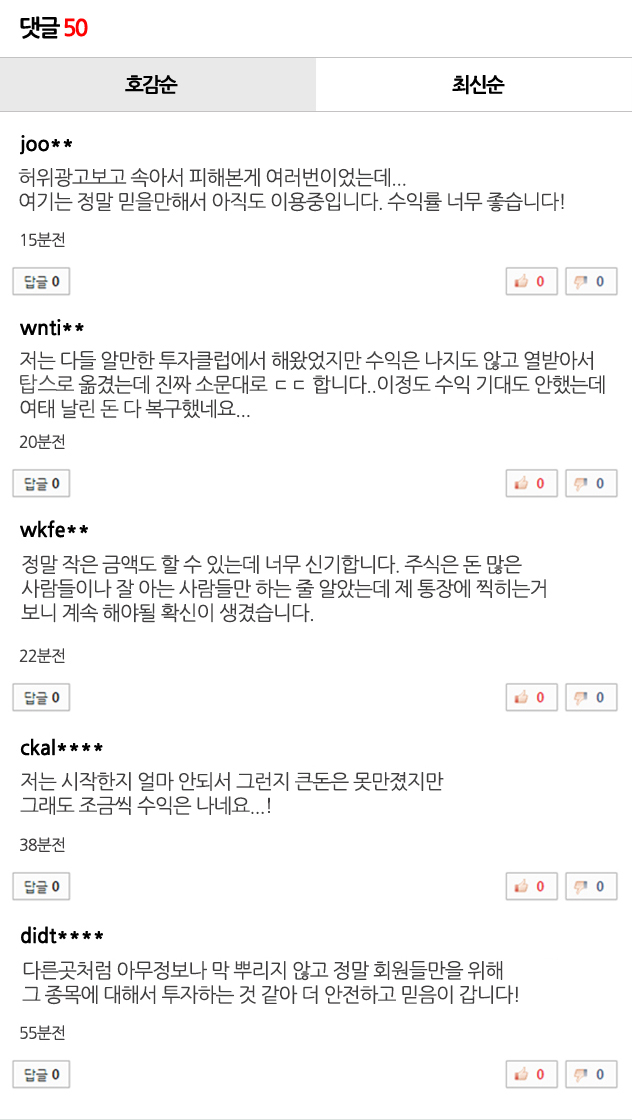 댓글 50
호감순 최신순
joo**
허위광고보고 속아서 피해본게 여러번이었는데...
여기는 정말 믿을만해서 아직도 이용중입니다. 수익률 너무 좋습니다!
15분전
답글 0 0 0
wnti**
저는 다들 알만한 투자클럽에서 해왔었지만 수익은 나지도 않고 열받아서
탑스로 옮겼는데 진짜 소문대로 ㄷㄷ 합니다..이정도 수익 기대도 안했는데
여태 날린 돈 다 복구했네요...
20분전
답글 0 0 0
wkfe**
정말 작은 금액도 할 수 있는데 너무 신기합니다. 주식은 돈 많은
사람들이나 잘 아는 사람들만 하는 줄 알았는데 제 통장에 찍히는거
보니 계속 해야될 확신이 생겼습니다.
22분전
답글 0 0 0
ckal****
저는 시작한지 얼마 안되서 그런지 큰돈은 못만졌지만
그래도 조금씩 수익은 나네요...!
38분전
답글 0 0 0
didt****
다른곳처럼 아무정보나 막 뿌리지 않고 정말 회원들만을 위해
그 종목에 대해서 투자하는 것 같아 더 안전하고 믿음이 갑니다!
55분전
답글 0 0 0